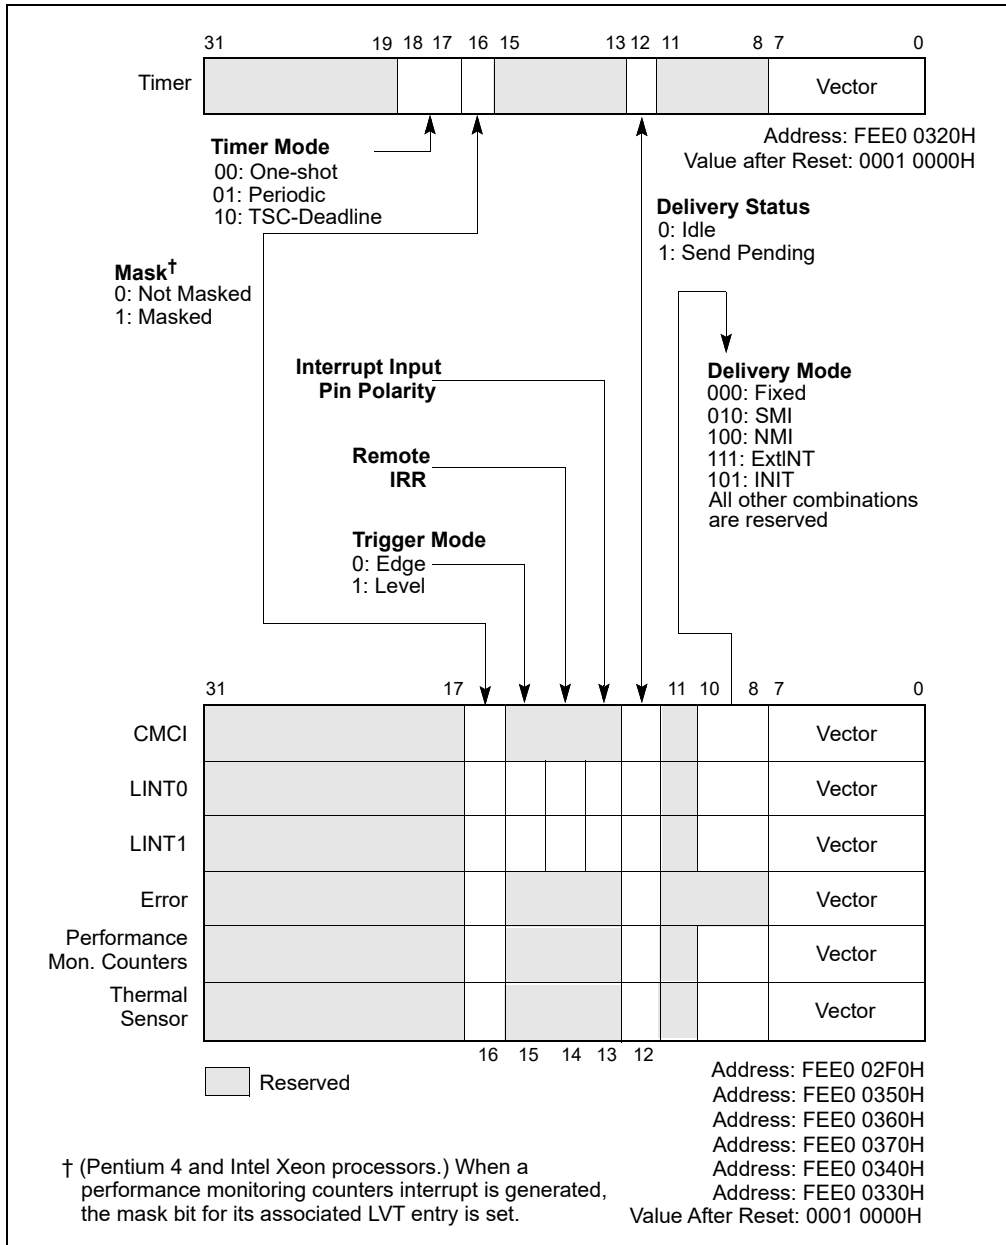 31 19 18 17 16 15 13 12 11 8 7 0
Timer Vector
Address: FEE0 0320H
Value after Reset: 0001 0000H
Timer Mode
00: One-shot
01: Periodic
10: TSC-Deadline
Delivery Status
0: Idle
1: Send Pending
Mask†
0: Not Masked
1: Masked
Interrupt Input
Pin Polarity
Delivery Mode
000: Fixed
010: SMI
100: NMI
111: ExtlNT
101: INIT
All other combinations
are reserved
Remote
IRR
Trigger Mode
0: Edge
1: Level
31 17 11 10 8 7 0
CMCI Vector
LINT0 Vector
LINT1 Vector
Error Vector
Performance
Mon. Counters Vector
Thermal
Sensor Vector
16 15 14 13 12
Reserved
Address: FEE0 02F0H
Address: FEE0 0350H
Address: FEE0 0360H
Address: FEE0 0370H
Address: FEE0 0340H
Address: FEE0 0330H
Value After Reset: 0001 0000H
† (Pentium 4 and Intel Xeon processors.) When a
performance monitoring counters interrupt is generated,
the mask bit for its associated LVT entry is set.